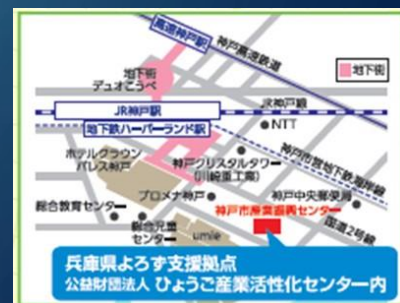 高速神戸駅
神戸高速鉄道
地下街
地下街
デュオこうべ
JR神戸駅
JR神戸線
地下鉄ハーバーランド駅
NTT
神戸市営地下鉄海岸線
ホテルクラウン
パレス神戸
神戸クリスタルタワー
(川崎重工業)
プロメナ神戸
神戸中央郵便局
総合教育センター
神戸市産業振興センター
国道2号線
総合児童
センター
umie
兵庫県よろず支援拠点
公益財団法人 ひょうご産業活性化センター内